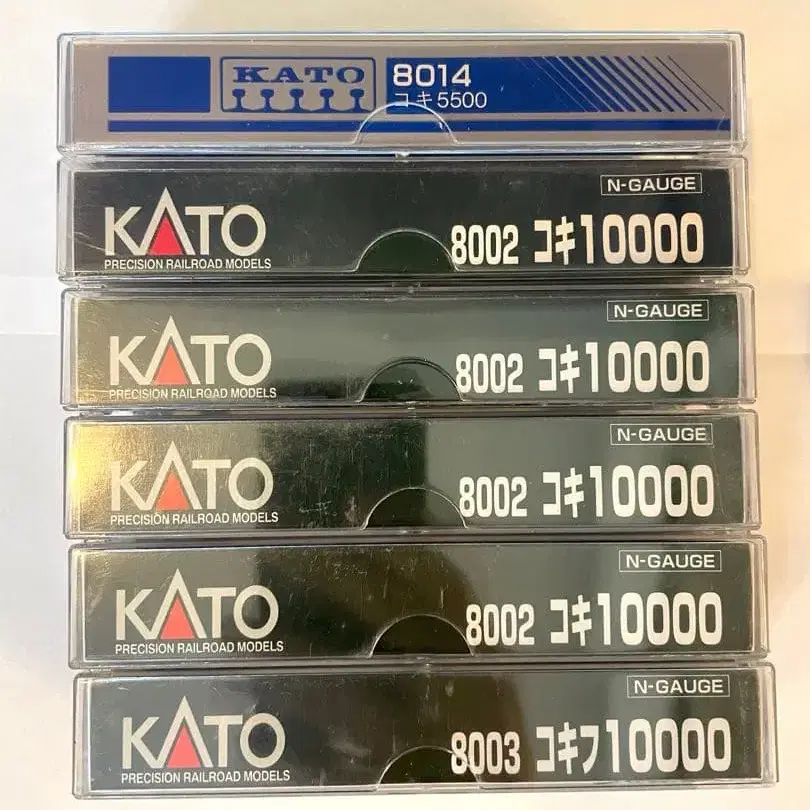 KATO 8014
コキ5500
N-GAUGE
KATO 8002 コキ10000
PRECISION RAILROAD MODELS
N-GAUGE
KATO 8002 コキ10000
PRECISION RAILROAD MODELS
N-GAUGE
KATO 8002 コキ10000
PRECISION RAILROAD MODELS
N-GAUGE
KATO 8002 コキ10000
PRECISION RAILROAD MODELS
N-GAUGE
KATO 8003 コキフ10000
PRECISION RAILROAD MODELS